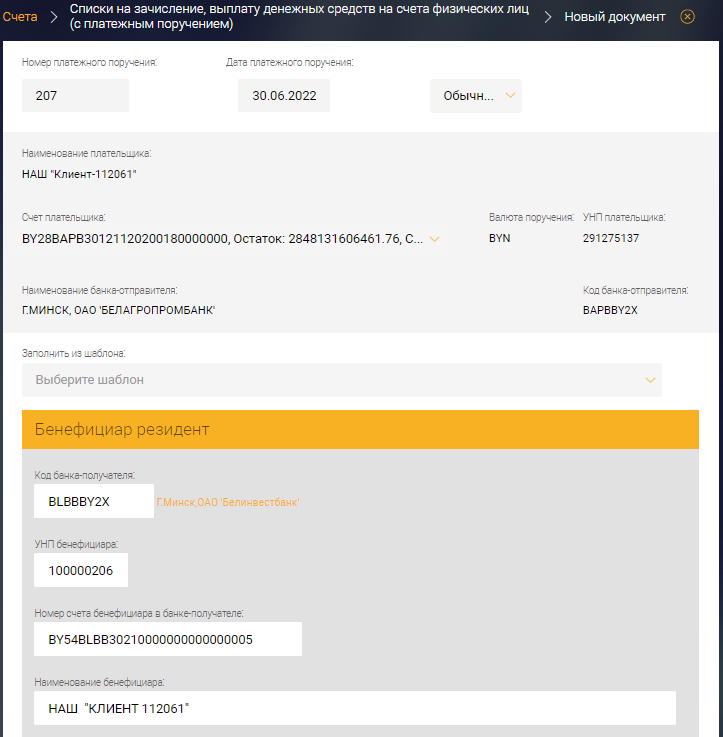 Счета
Списки на зачисление, выплату денежных средств на счета физических лиц
(с платежным поручением)
Новый документ
Номер платежного поручения:
Дата платежного поручения:
207
30.06.2022
Обычн...
Наименование плательщика:
НАШ "Клиент-112061"
Счет плательщика:
Валюта поручения:
УНП плательщика:
BY28BAPB30121120200180000000, Остаток: 2848131606461.76, С...
BYN
291275137
Наименование банка-отправителя:
Код банка-отправителя:
Г.МИНСК, ОАО 'БЕЛАГРОПРОМБАНК'
BAPBBY2X
Заполнить из шаблона:
Выберите шаблон
Бенефициар резидент
Код банка-получателя:
BLBBBY2X
Г.Минск,ОАО 'Белинвестбанк'
УНП бенефициара:
100000206
Номер счета бенефициара в банке-получателе:
BY54BLBB30210000000000000005
Наименование бенефициара:
НАШ "КЛИЕНТ 112061"